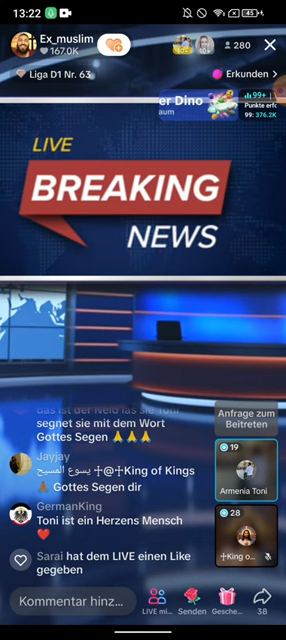 13:22
45
Ex_muslim
167.0K
280
Liga D1 Nr. 63
Erkunden >
er Dino
aum
99+
Punkte erfo
99: 376.2K
LIVE
BREAKING
NEWS
das ist der Neid las sie Toni
segnet sie mit dem Wort
Gottes Segen 🙏🙏🙏
Jayjay
يسوع المسيح ☩@☩King of Kings
🙏🏾 Gottes Segen dir
GermanKing
Toni ist ein Herzens Mensch
❤️
Sarai hat dem LIVE einen Like
gegeben
Anfrage zum
Beitreten
19
Armenia Toni
28
☩King o...
Kommentar hinz...
LIVE mi...
Senden
Gesche...
38